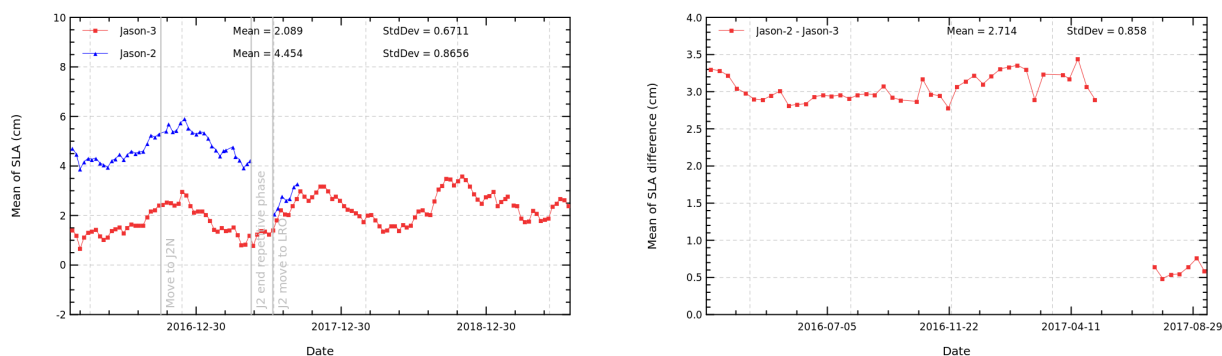 Mean of SLA (cm)
10
8
6
4
2
0
-2
Jason-3 Mean = 2.089 StdDev = 0.6711
Jason-2 Mean = 4.454 StdDev = 0.8656
Move to J2N
J2 end repetitive phase
J2 move to LRO
2016-12-30 2017-12-30 2018-12-30
Date
Mean of SLA difference (cm)
4.0
3.5
3.0
2.5
2.0
1.5
1.0
0.5
0.0
Jason-2 - Jason-3 Mean = 2.714 StdDev = 0.858
2016-07-05 2016-11-22 2017-04-11 2017-08-29
Date